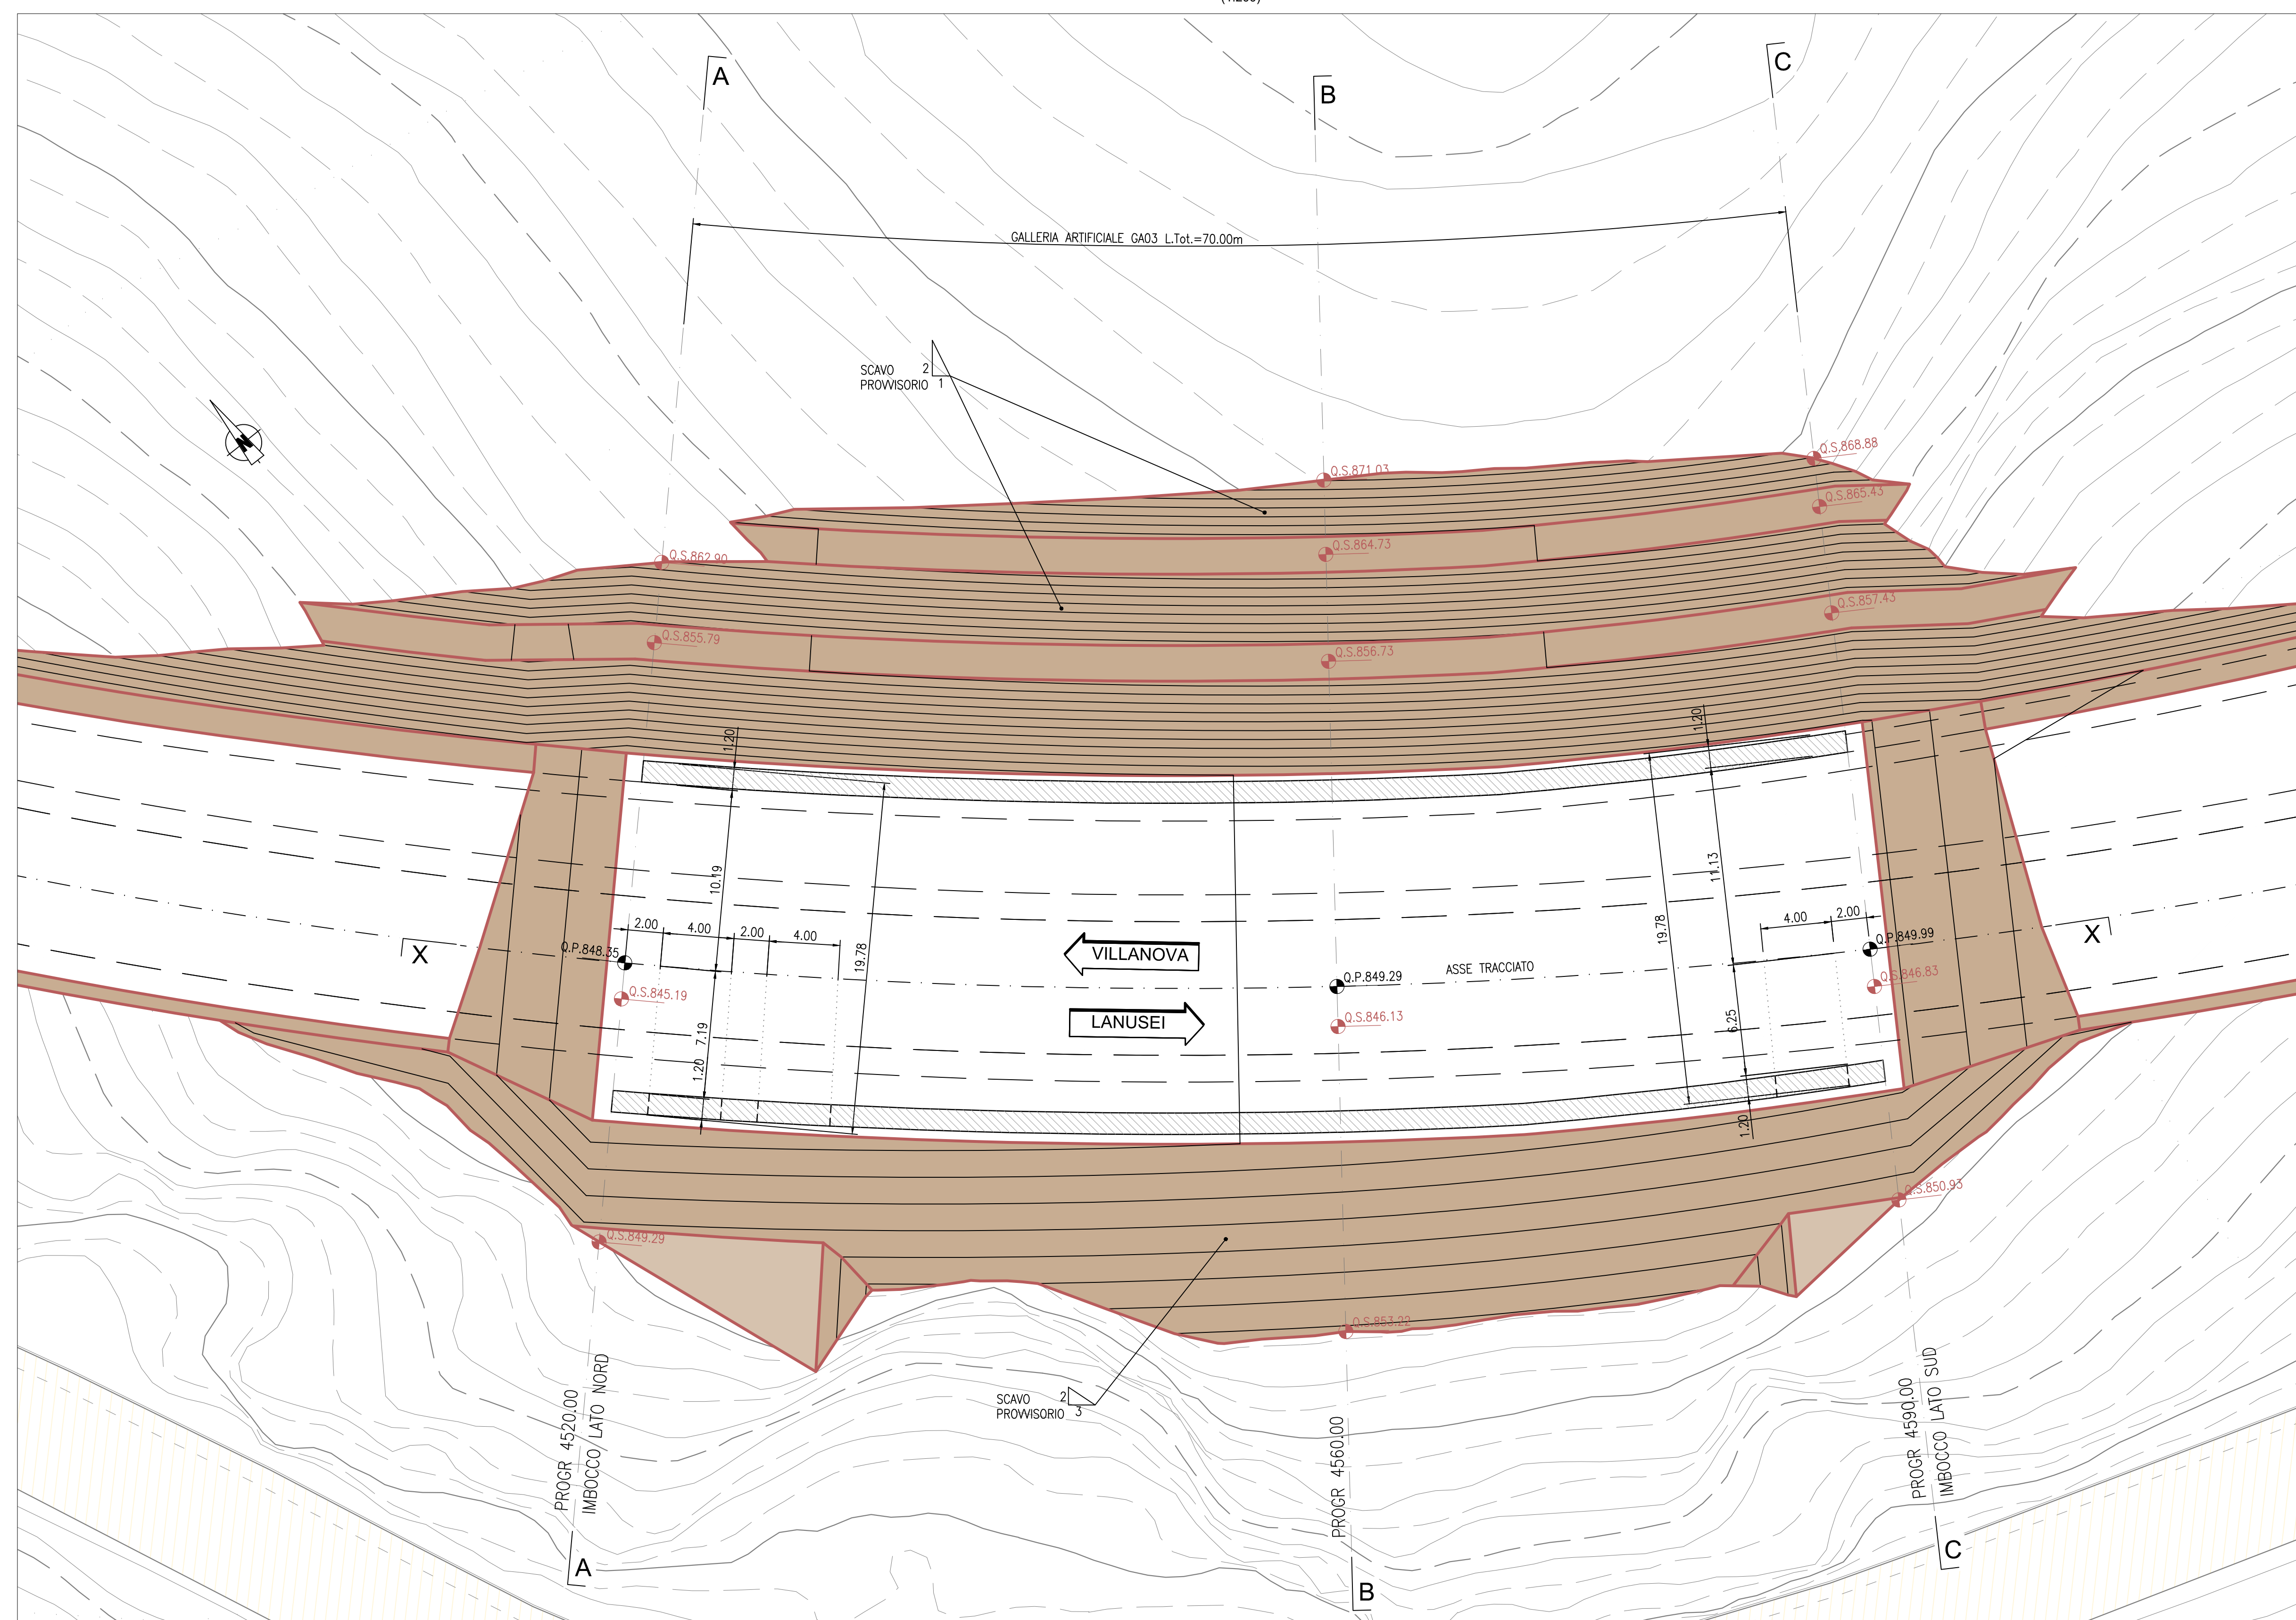 A
B
C
GALLERIA ARTIFICIALE GA03 L.Tot.=70.00m
SCAVO
PROVVISORIO
2
1
N
Q.S.871.03
Q.S.868.88
Q.S.865.43
Q.S.864.73
Q.S.862.90
Q.S.857.43
Q.S.855.79
Q.S.856.73
1.20
1.20
10.19
11.13
2.00
4.00
2.00
4.00
19.78
19.78
4.00
2.00
X
Q.P.848.35
VILLANOVA
ASSE TRACCIATO
Q.P.849.99
X
Q.P.849.29
Q.S.845.19
Q.S.846.83
LANUSEI
Q.S.846.13
7.19
6.25
1.20
1.20
Q.S.849.29
Q.S.850.93
Q.S.853.22
SCAVO
PROVVISORIO
2
3
PROGR 4520.00
IMBOCCO LATO NORD
PROGR 4560.00
PROGR 4590.00
IMBOCCO LATO SUD
A
B
C